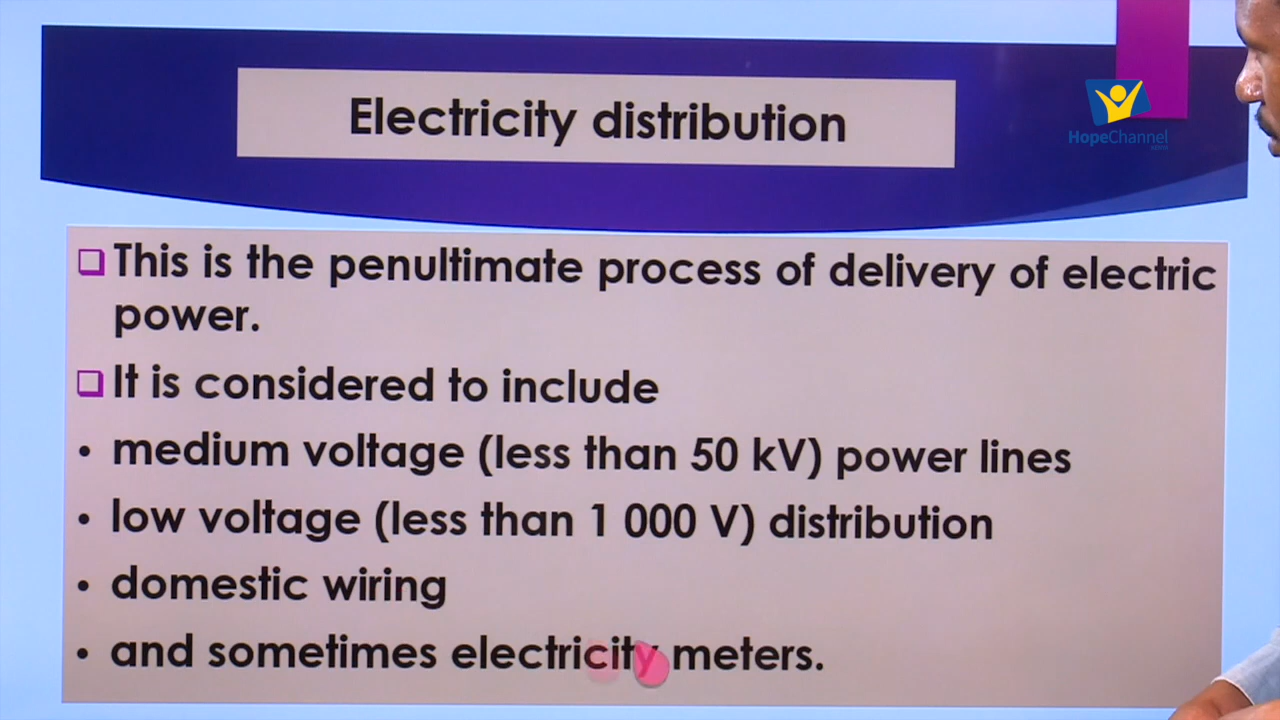 Electricity distribution
HopeChannel
This is the penultimate process of delivery of electric
power.
It is considered to include
• medium voltage (less than 50 kV) power lines
• low voltage (less than 1 000 V) distribution
• domestic wiring
• and sometimes electricity meters.